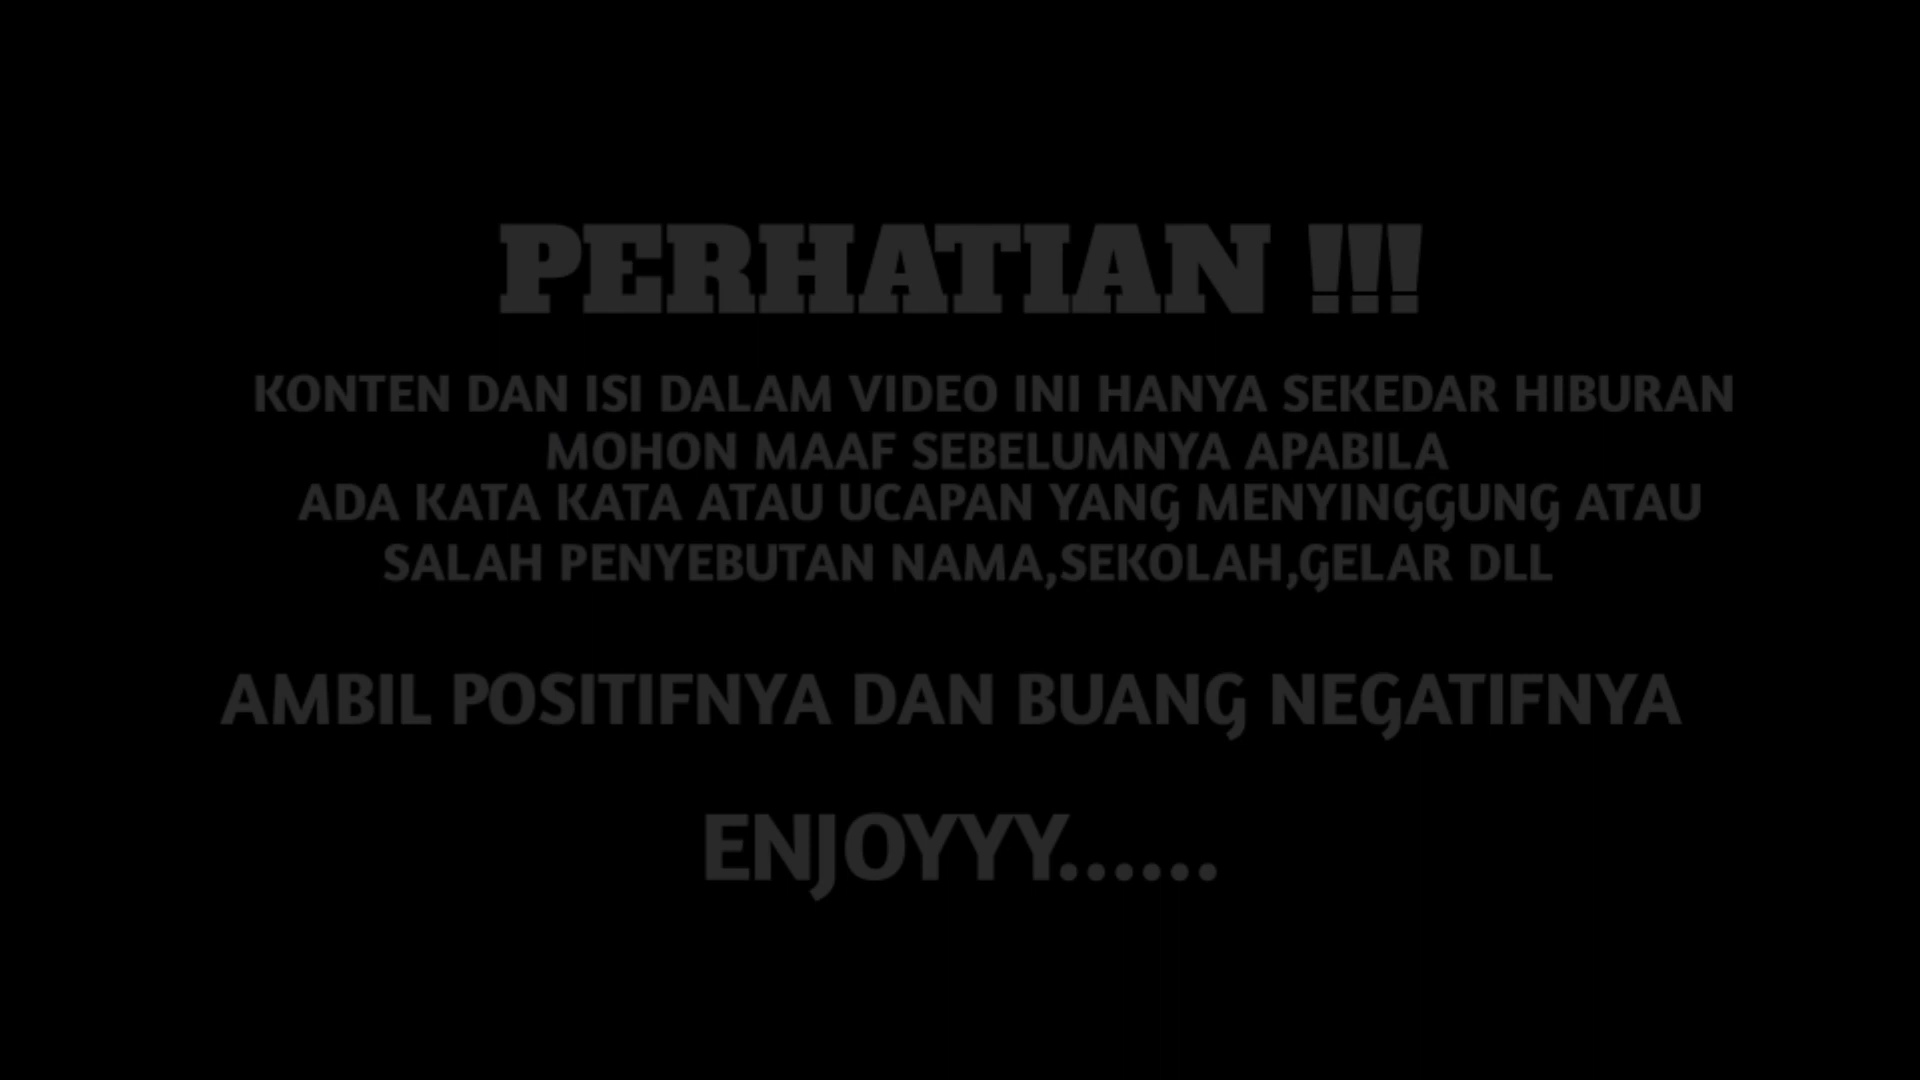 PERHATIAN !!!
KONTEN DAN ISI DALAM VIDEO INI HANYA SEKEDAR HIBURAN
MOHON MAAF SEBELUMNYA APABILA
ADA KATA KATA ATAU UCAPAN YANG MENYINGGUNG ATAU
SALAH PENYEBUTAN NAMA,SEKOLAH,GELAR DLL
AMBIL POSITIFNYA DAN BUANG NEGATIFNYA
ENJOYYY......